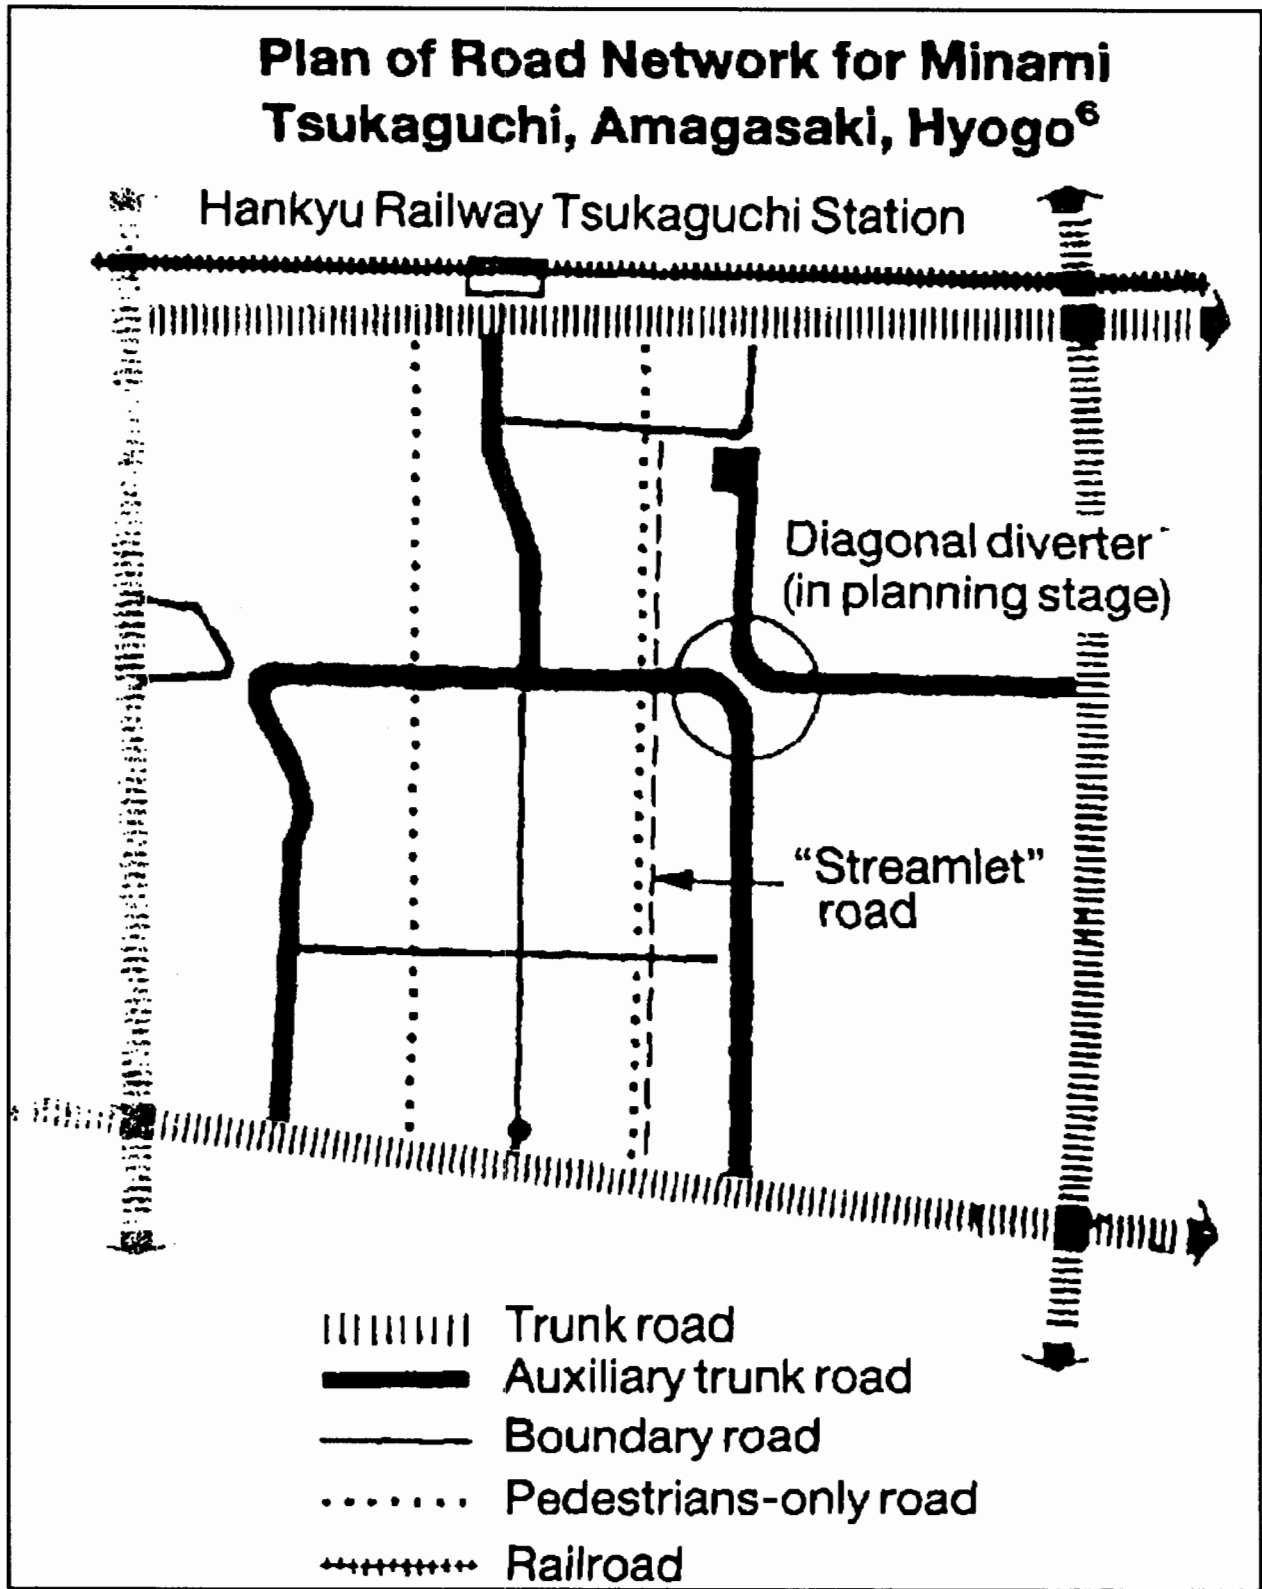 Plan of Road Network for Minami
Tsukaguchi, Amagasaki, Hyogo⁶
Hankyu Railway Tsukaguchi Station
Diagonal diverter
(in planning stage)
“Streamlet”
road
Trunk road
Auxiliary trunk road
Boundary road
Pedestrians-only road
Railroad